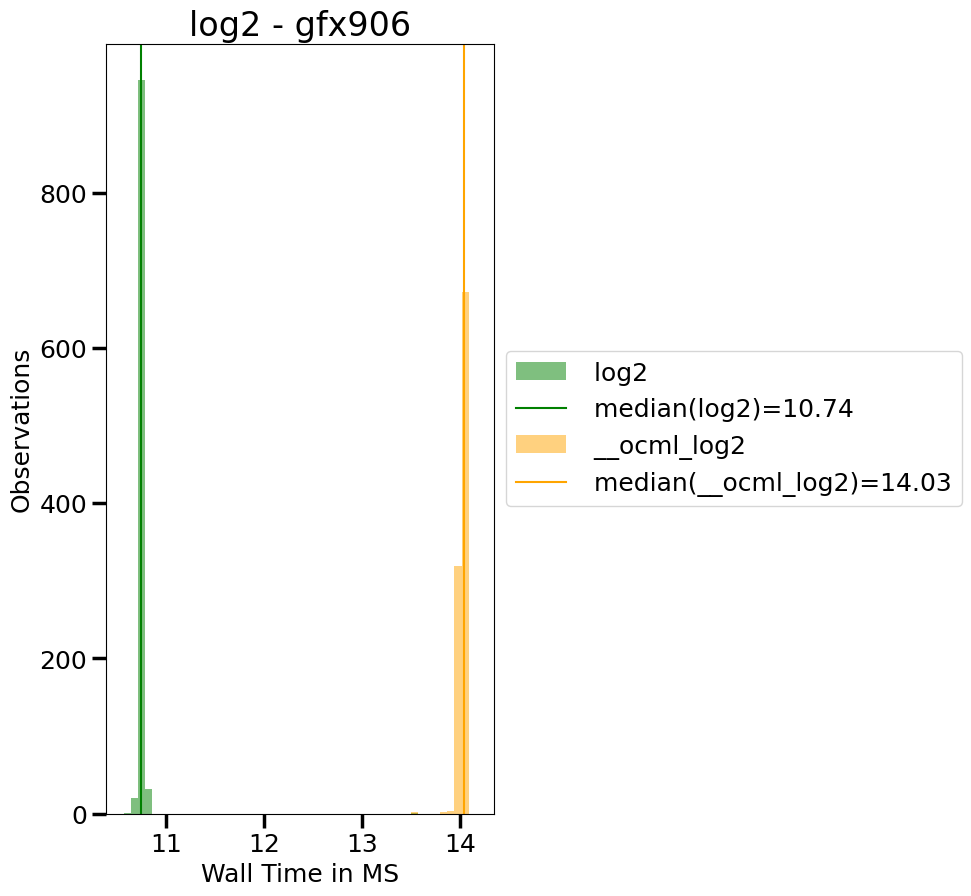 log2 - gfx906
Observations
800
600
400
200
0
11 12 13 14
Wall Time in MS
log2
median(log2)=10.74
__ocml_log2
median(__ocml_log2)=14.03